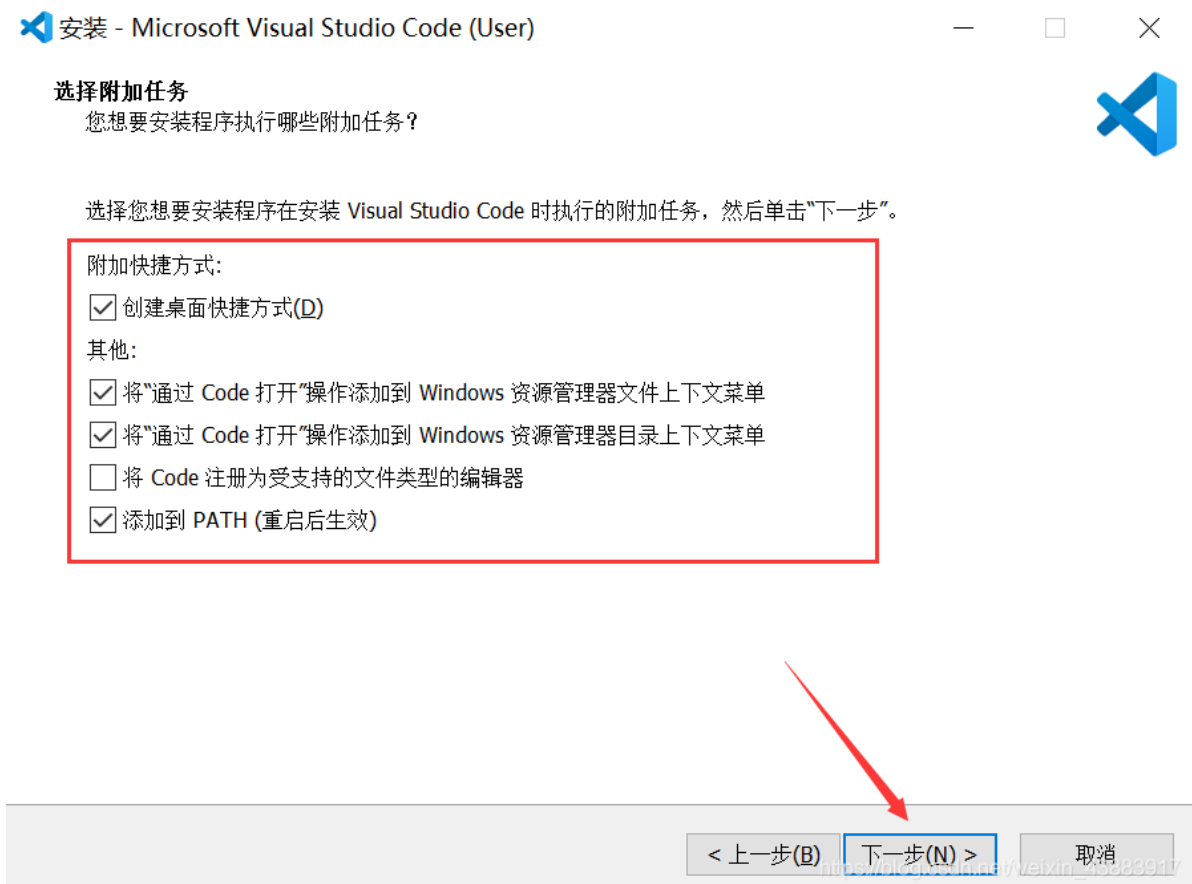 安装 - Microsoft Visual Studio Code (User)
选择附加任务
您想要安装程序执行哪些附加任务？
选择您想要安装程序在安装 Visual Studio Code 时执行的附加任务，然后单击“下一步”。
附加快捷方式:
创建桌面快捷方式(D)
其他:
将“通过 Code 打开”操作添加到 Windows 资源管理器文件上下文菜单
将“通过 Code 打开”操作添加到 Windows 资源管理器目录上下文菜单
将 Code 注册为受支持的文件类型的编辑器
添加到 PATH (重启后生效)
< 上一步(B) 下一步(N) > 取消
https://blog.csdn.net/weixin_43883917